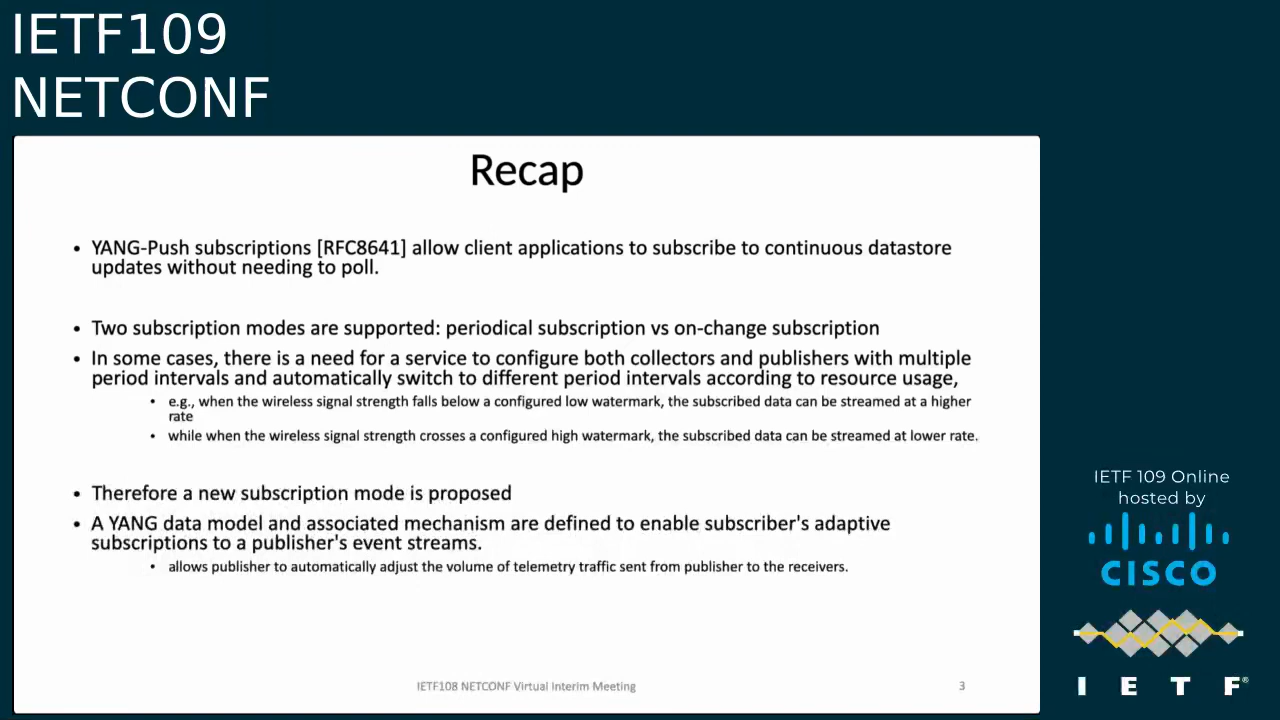 IETF109
NETCONF
Recap
• YANG-Push subscriptions [RFC8641] allow client applications to subscribe to continuous datastore
updates without needing to poll.
• Two subscription modes are supported: periodical subscription vs on-change subscription
• In some cases, there is a need for a service to configure both collectors and publishers with multiple
period intervals and automatically switch to different period intervals according to resource usage,
• e.g., when the wireless signal strength falls below a configured low watermark, the subscribed data can be streamed at a higher
rate
• while when the wireless signal strength crosses a configured high watermark, the subscribed data can be streamed at lower rate.
• Therefore a new subscription mode is proposed
• A YANG data model and associated mechanism are defined to enable subscriber's adaptive
subscriptions to a publisher's event streams.
• allows publisher to automatically adjust the volume of telemetry traffic sent from publisher to the receivers.
IETF108 NETCONF Virtual Interim Meeting
3
IETF 109 Online
hosted by
CISCO
I E T F®